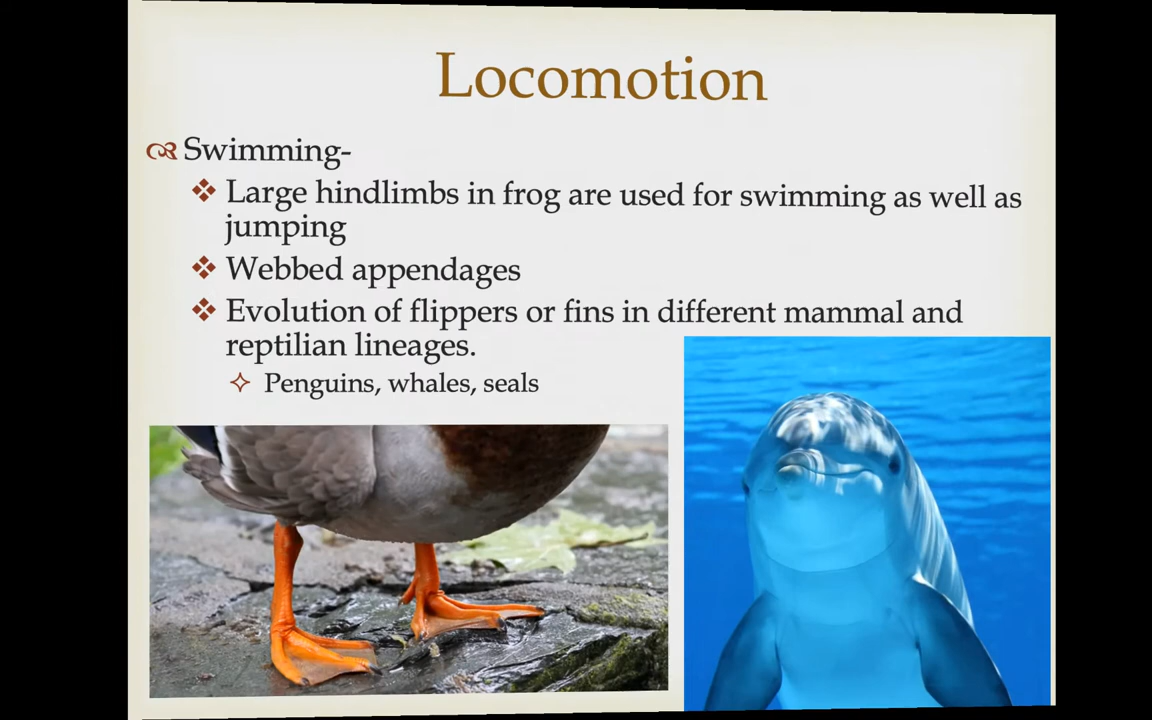 Locomotion
Swimming-
Large hindlimbs in frog are used for swimming as well as
jumping
Webbed appendages
Evolution of flippers or fins in different mammal and
reptilian lineages.
Penguins, whales, seals